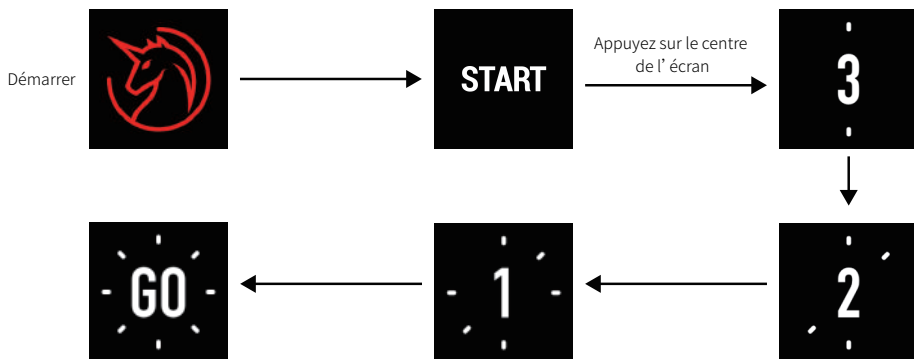 Démarrer
START
Appuyez sur le centre
de l’écran
3
2
1
GO